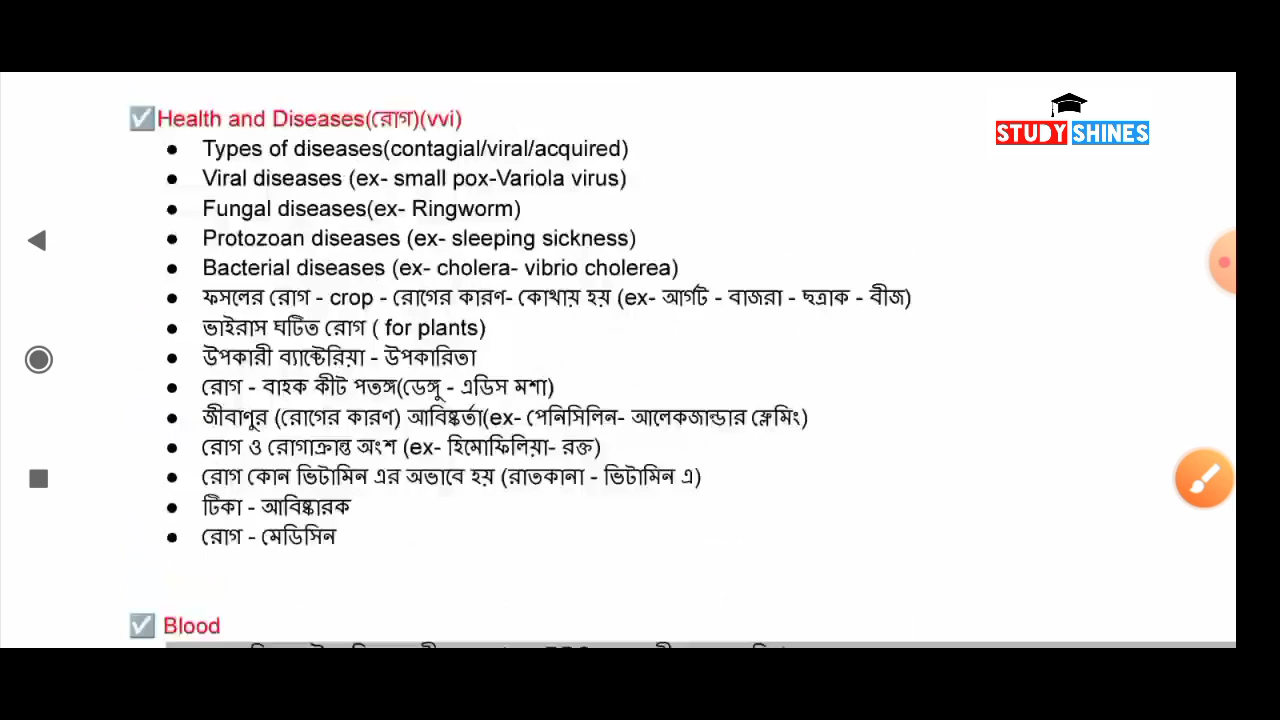 Health and Diseases(রোগ)(vvi)
STUDY SHINES
Types of diseases(contagial/viral/acquired)
Viral diseases (ex- small pox-Variola virus)
Fungal diseases(ex- Ringworm)
Protozoan diseases (ex- sleeping sickness)
Bacterial diseases (ex- cholera- vibrio cholerea)
ফসলের রোগ - crop - রোগের কারণ- কোথায় হয় (ex- আর্গট - বাজরা - ছত্রাক - বীজ)
ভাইরাস ঘটিত রোগ ( for plants)
উপকারী ব্যাক্টেরিয়া - উপকারিতা
রোগ - বাহক কীট পতঙ্গ(ডেঙ্গু - এডিস মশা)
জীবাণুর (রোগের কারণ) আবিষ্কর্তা(ex- পেনিসিলিন- আলেকজান্ডার ফ্লেমিং)
রোগ ও রোগাক্রান্ত অংশ (ex- হিমোফিলিয়া- রক্ত)
রোগ কোন ভিটামিন এর অভাবে হয় (রাতকানা - ভিটামিন এ)
টিকা - আবিষ্কারক
রোগ - মেডিসিন
Blood